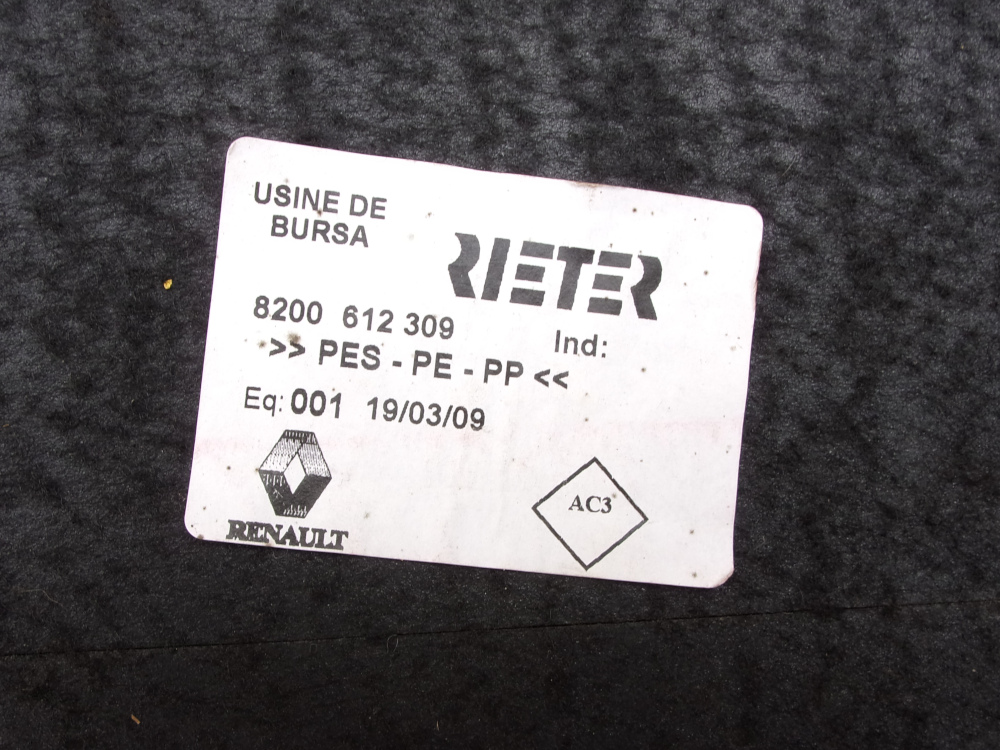 USINE DE
BURSA
RIETER
8200 612 309
Ind:
>> PES - PE - PP <<
Eq: 001 19/03/09
RENAULT
AC3